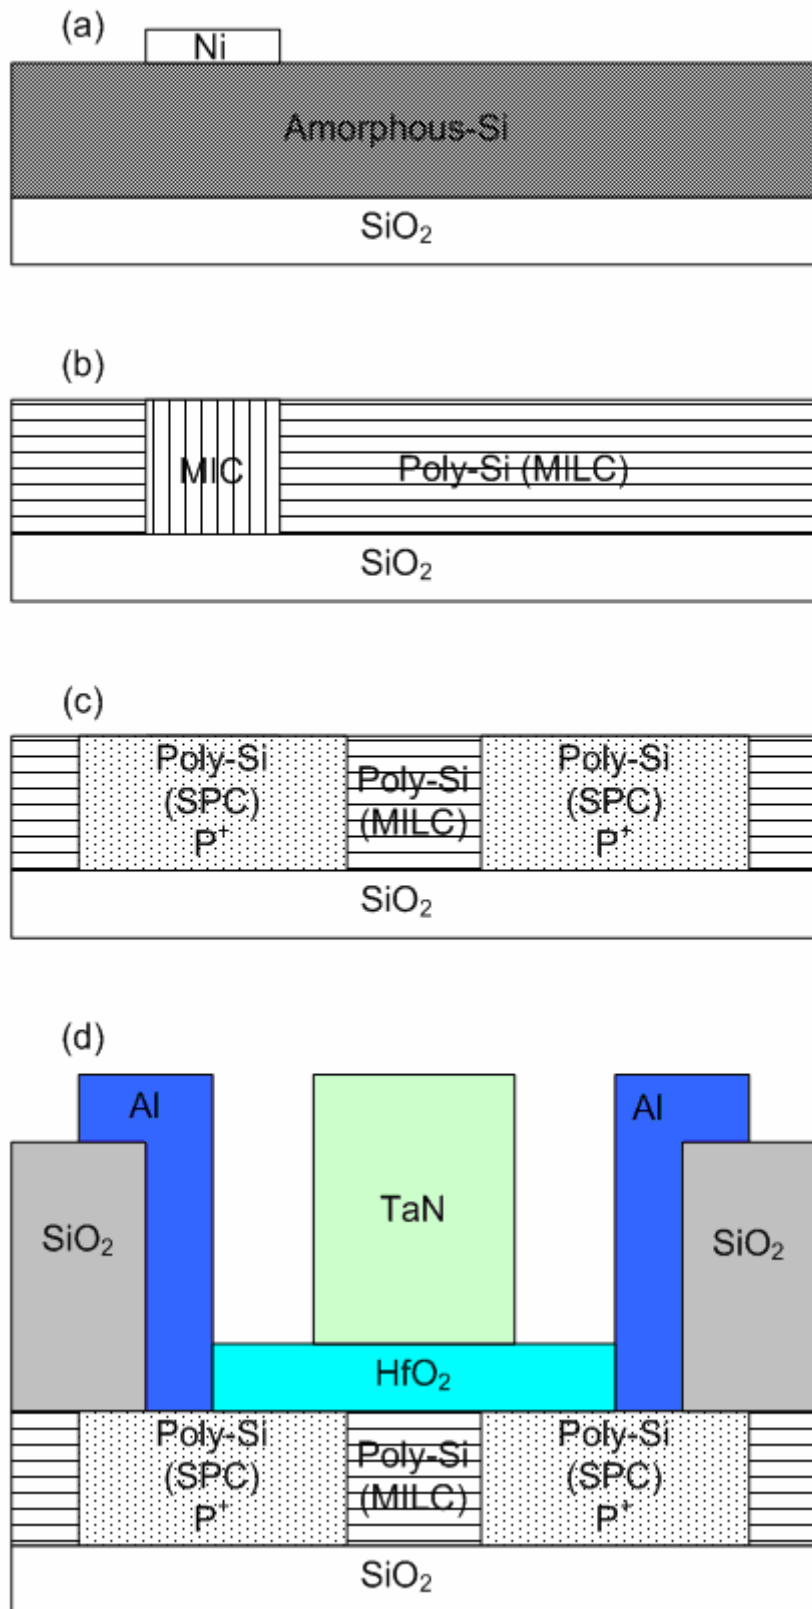 (a)
Ni
Amorphous-Si
SiO₂
(b)
MIC
Poly-Si (MILC)
SiO₂
(c)
Poly-Si
(SPC)
P⁺
Poly-Si
(MILC)
Poly-Si
(SPC)
P⁺
SiO₂
(d)
Al
Al
TaN
SiO₂
SiO₂
HfO₂
Poly-Si
(SPC)
P⁺
Poly-Si
(MILC)
Poly-Si
(SPC)
P⁺
SiO₂